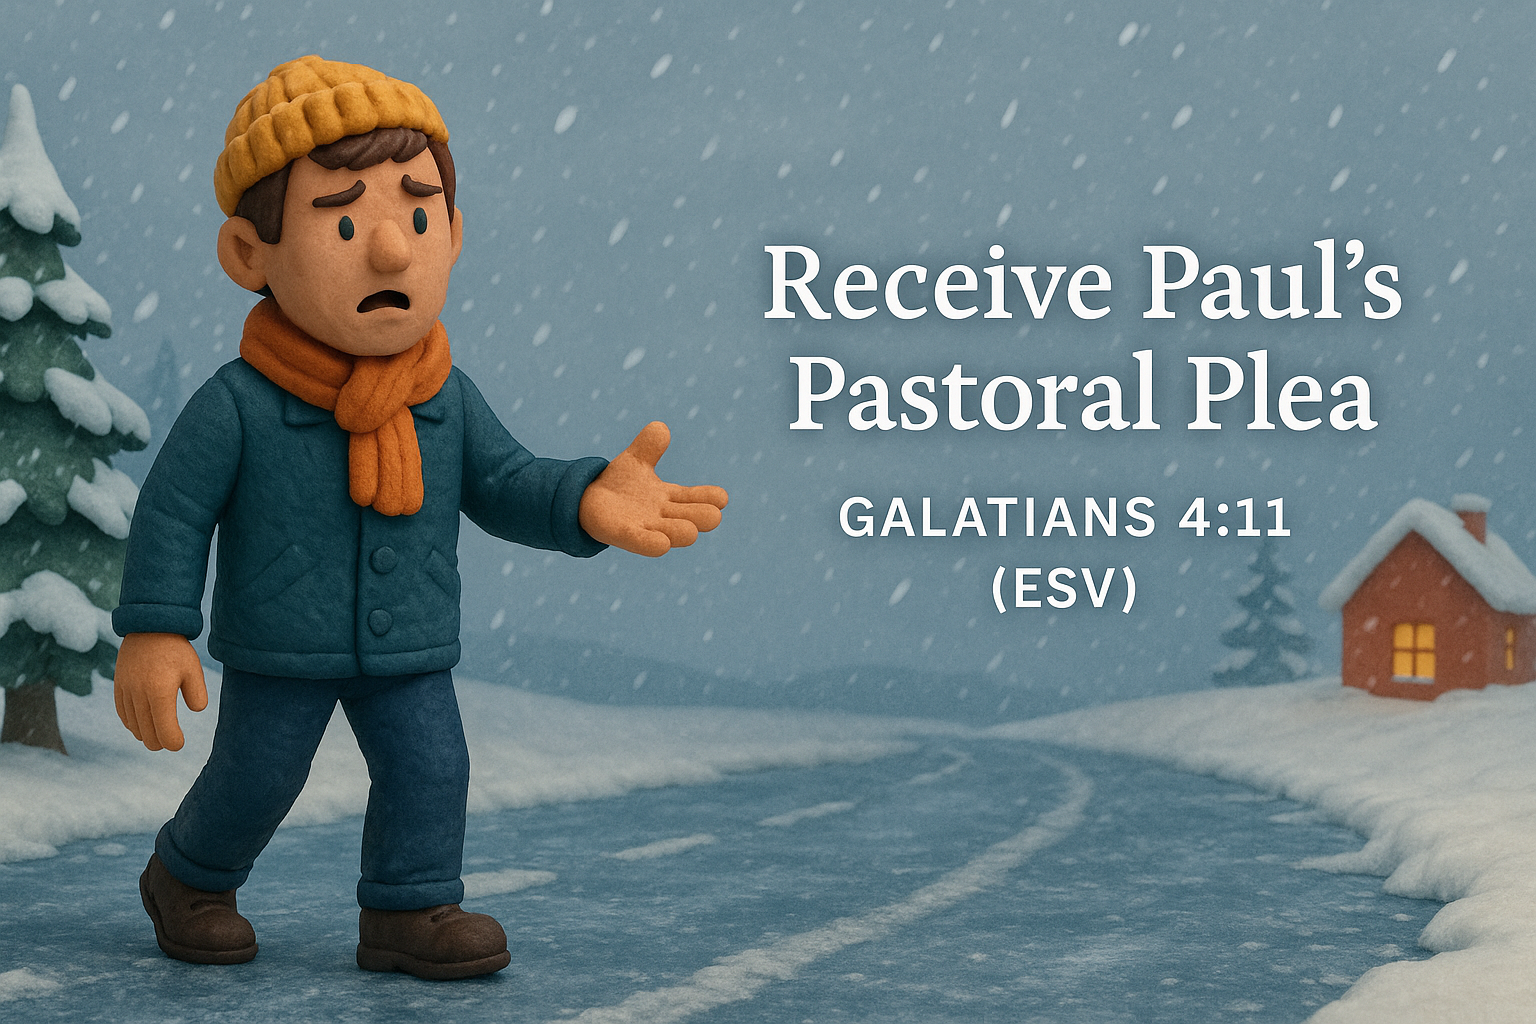 Receive Paul’s
Pastoral Plea
GALATIANS 4:11
(ESV)